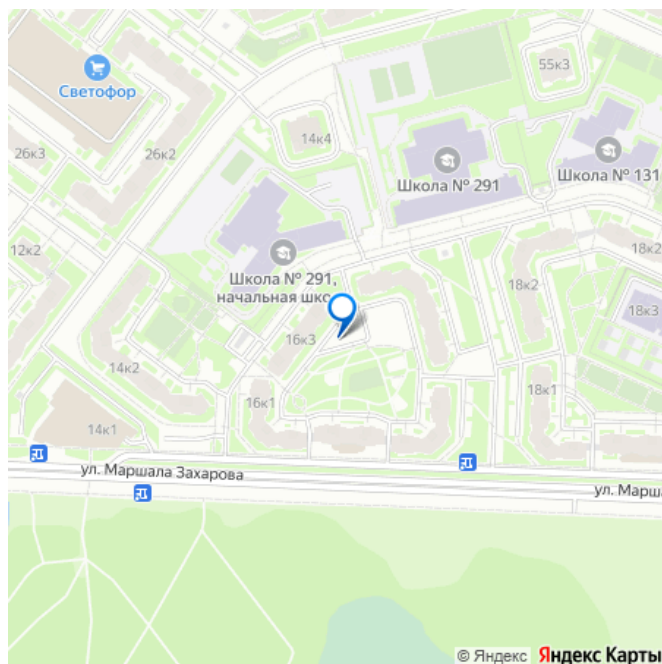 55к3
Светофор
14к4
26к3
26к2
Школа № 291
Школа № 131
12к2
Школа № 291,
начальная шко
18к2
18к2
18к3
16к3
14к2
16к1
18к1
14к1
ул. Маршала Захарова
ул. Марша
© Яндекс Яндекс Карты